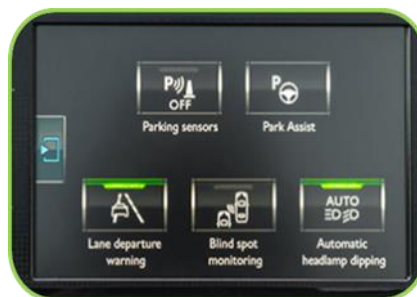 P
OFF
Parking sensors
P
Park Assist
Lane departure
warning
Blind spot
monitoring
AUTO
Automatic
headlamp dipping